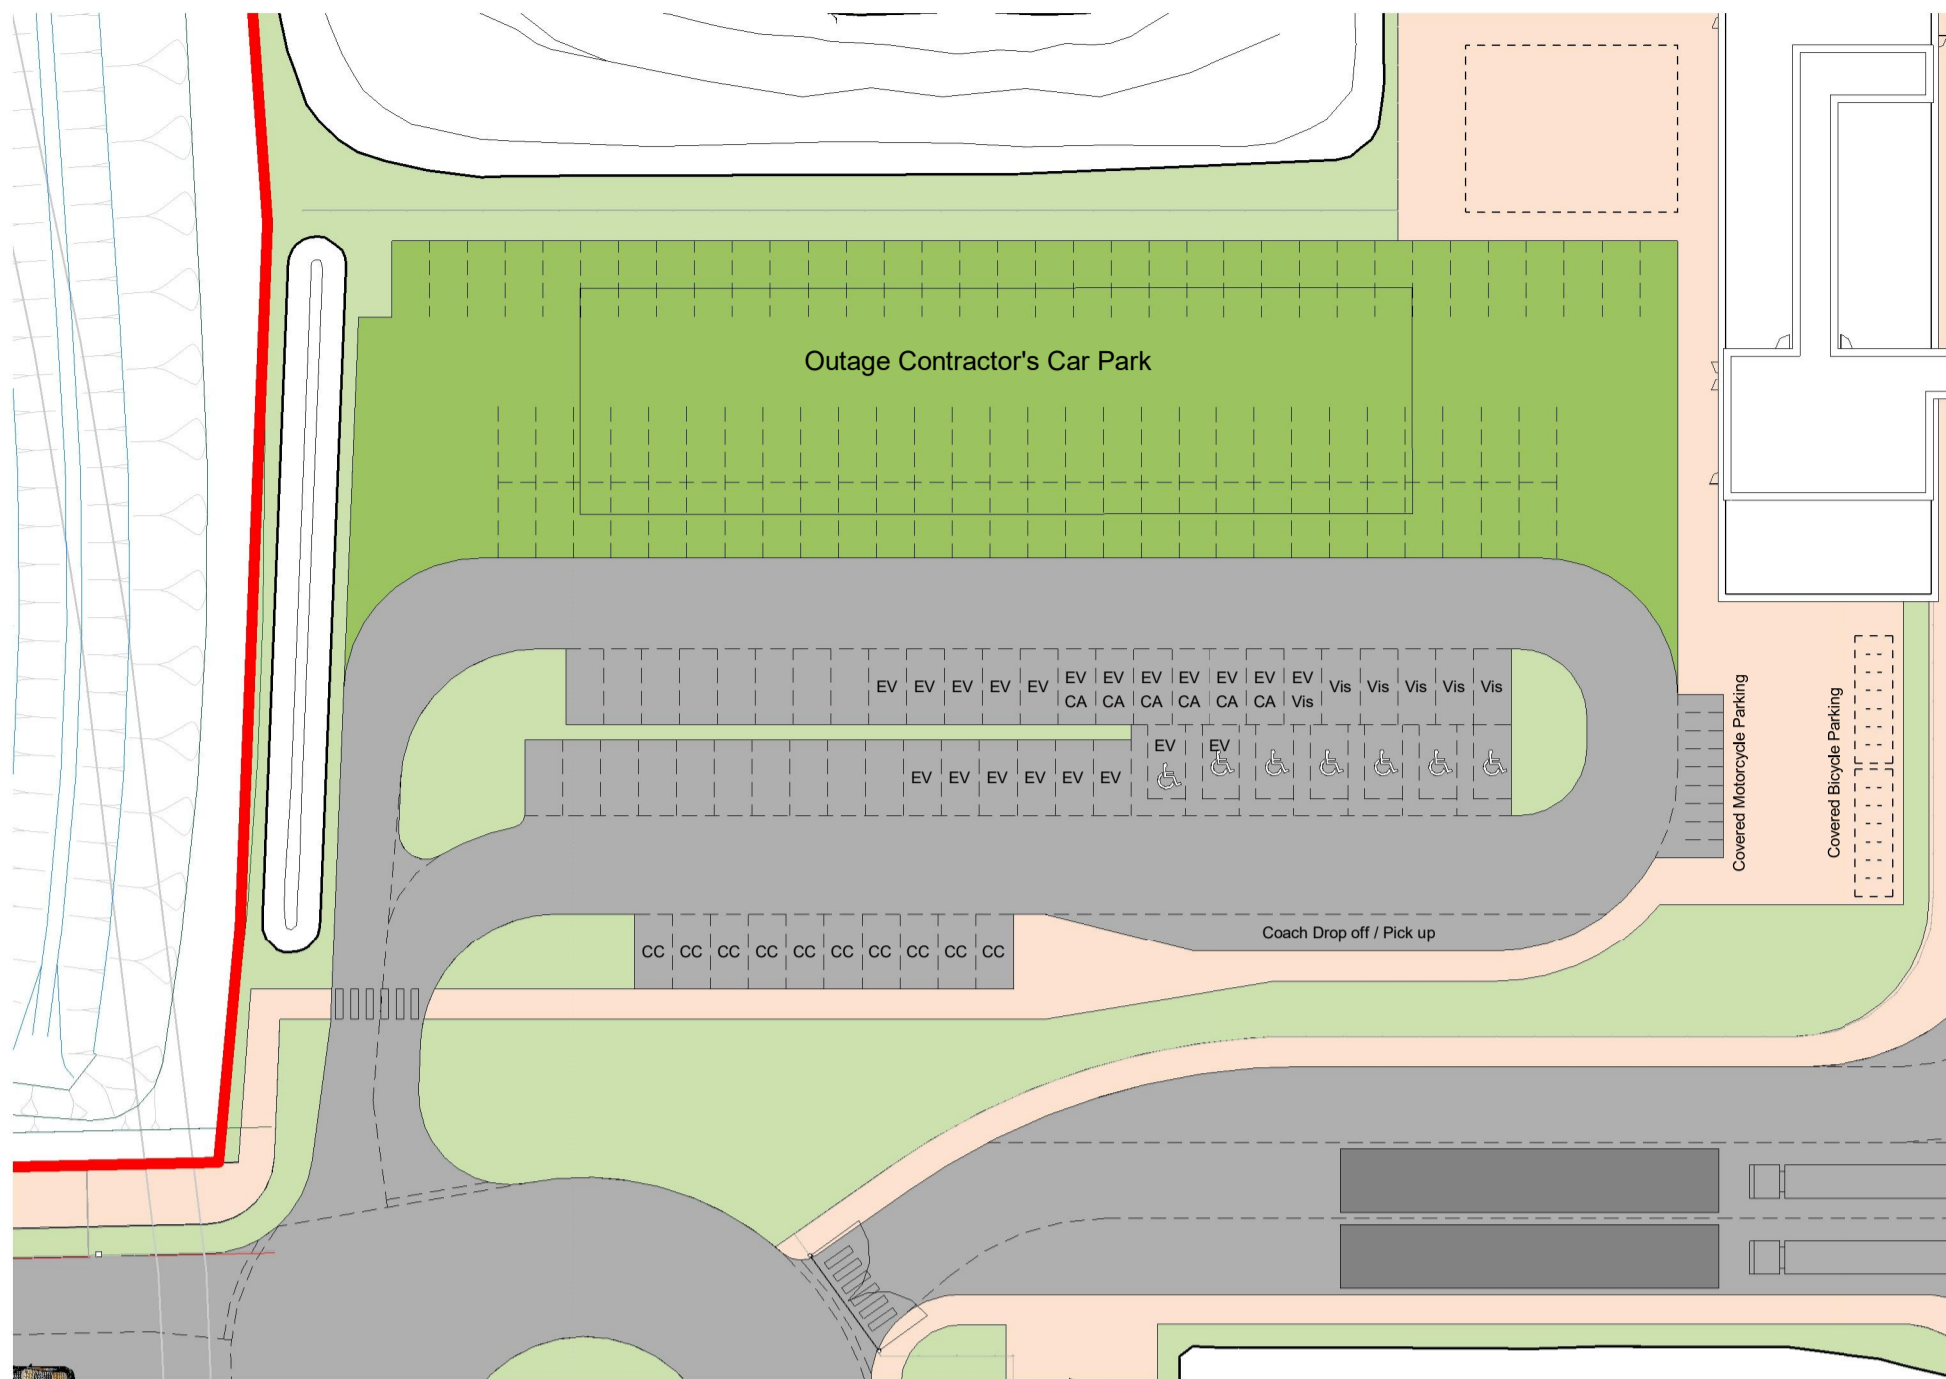 Outage Contractor's Car Park
EV EV EV EV EV EV EV EV EV EV EV EV Vis Vis Vis Vis Vis
CA CA CA CA CA CA Vis
EV EV
EV EV EV EV EV EV
Covered Motorcycle Parking
Covered Bicycle Parking
Coach Drop off / Pick up
CC CC CC CC CC CC CC CC CC CC